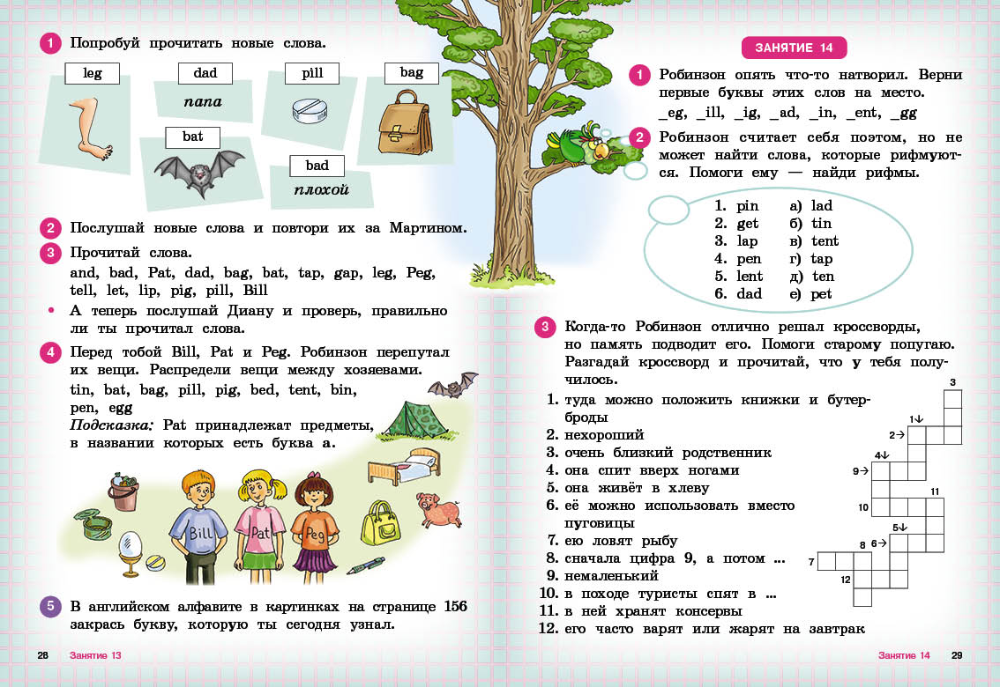 1 Попробуй прочитать новые слова.
leg
dad
папа
pill
bag
bat
bad
плохой
2 Послушай новые слова и повтори их за Мартином.
3 Прочитай слова.
and, bad, Pat, dad, bag, bat, tap, gap, leg, Peg,
tell, let, lip, pig, pill, Bill
• А теперь послушай Диану и проверь, правильно
ли ты прочитал слова.
4 Перед тобой Bill, Pat и Peg. Робинзон перепутал
их вещи. Распредели вещи между хозяевами.
tin, bat, bag, pill, pig, bed, tent, bin,
pen, egg
Подсказка: Pat принадлежат предметы,
в названии которых есть буква a.
Bill
Pat
Peg
5 В английском алфавите в картинках на странице 156
закрась букву, которую ты сегодня узнал.
28 Занятие 13
ЗАНЯТИЕ 14
1 Робинзон опять что-то натворил. Верни
первые буквы этих слов на место.
_eg, _ill, _ig, _ad, _in, _ent, _gg
2 Робинзон считает себя поэтом, но не
может найти слова, которые рифмуют-
ся. Помоги ему — найди рифмы.
1. pin а) lad
2. get б) tin
3. lap в) tent
4. pen г) tap
5. lent д) ten
6. dad е) pet
3 Когда-то Робинзон отлично решал кроссворды,
но память подводит его. Помоги старому попугаю.
Разгадай кроссворд и прочитай, что у тебя полу-
чилось.
1. туда можно положить книжки и бутер-
броды
2. нехороший
3. очень близкий родственник
4. она спит вверх ногами
5. она живёт в хлеву
6. её можно использовать вместо
пуговицы
7. ею ловят рыбу
8. сначала цифра 9, а потом ...
9. немаленький
10. в походе туристы спят в ...
11. в ней хранят консервы
12. его часто варят или жарят на завтрак
3
1↓
2→
4↓
9→
11
10
5↓
8 6→
7
12
Занятие 14 29